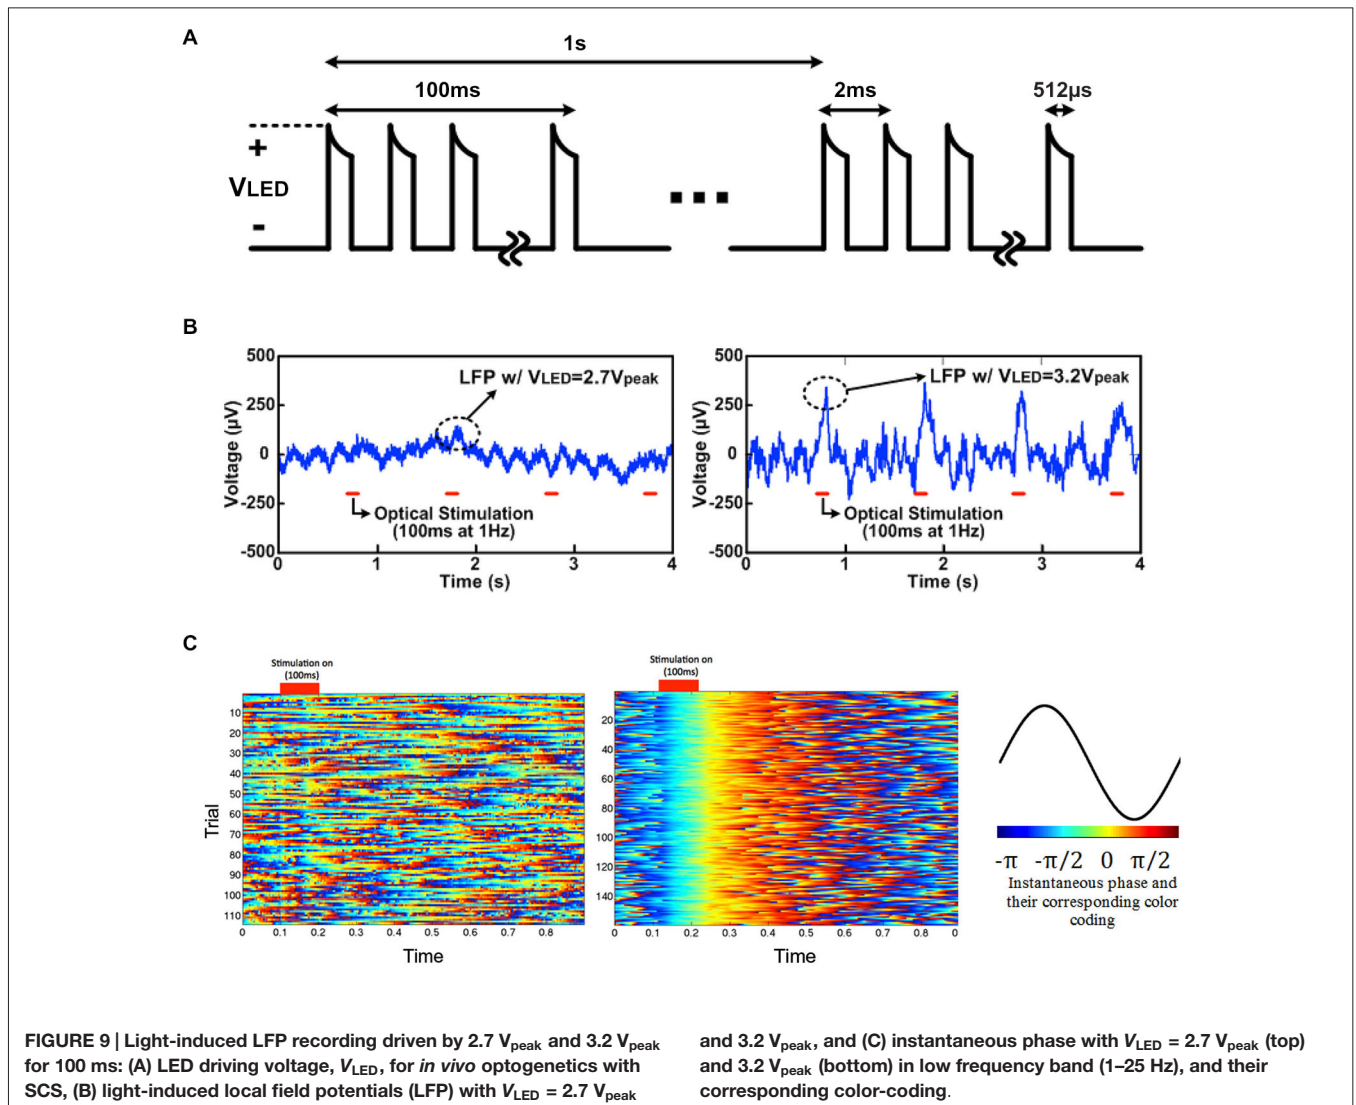 A
1s
100ms
2ms
512µs
+
VLED
-
B
500
250
0
-250
-500
Voltage (µV)
LFP w/ VLED=2.7Vpeak
Optical Stimulation
(100ms at 1Hz)
0
1
2
3
4
Time (s)
500
250
0
-250
-500
Voltage (µV)
LFP w/ VLED=3.2Vpeak
Optical Stimulation
(100ms at 1Hz)
0
1
2
3
4
Time (s)
C
Stimulation on
(100ms)
Trial
10
20
30
40
50
60
70
80
90
100
110
0
0.1
0.2
0.3
0.4
0.5
0.6
0.7
0.8
Time
Stimulation on
(100ms)
20
40
60
80
100
120
140
0
0.1
0.2
0.3
0.4
0.5
0.6
0.7
0.8
0
Time
-π -π/2 0 π/2
Instantaneous phase and
their corresponding color
coding
FIGURE 9 | Light-induced LFP recording driven by 2.7 Vpeak and 3.2 Vpeak
for 100 ms: (A) LED driving voltage, VLED, for in vivo optogenetics with
SCS, (B) light-induced local field potentials (LFP) with VLED = 2.7 Vpeak
and 3.2 Vpeak, and (C) instantaneous phase with VLED = 2.7 Vpeak (top)
and 3.2 Vpeak (bottom) in low frequency band (1–25 Hz), and their
corresponding color-coding.